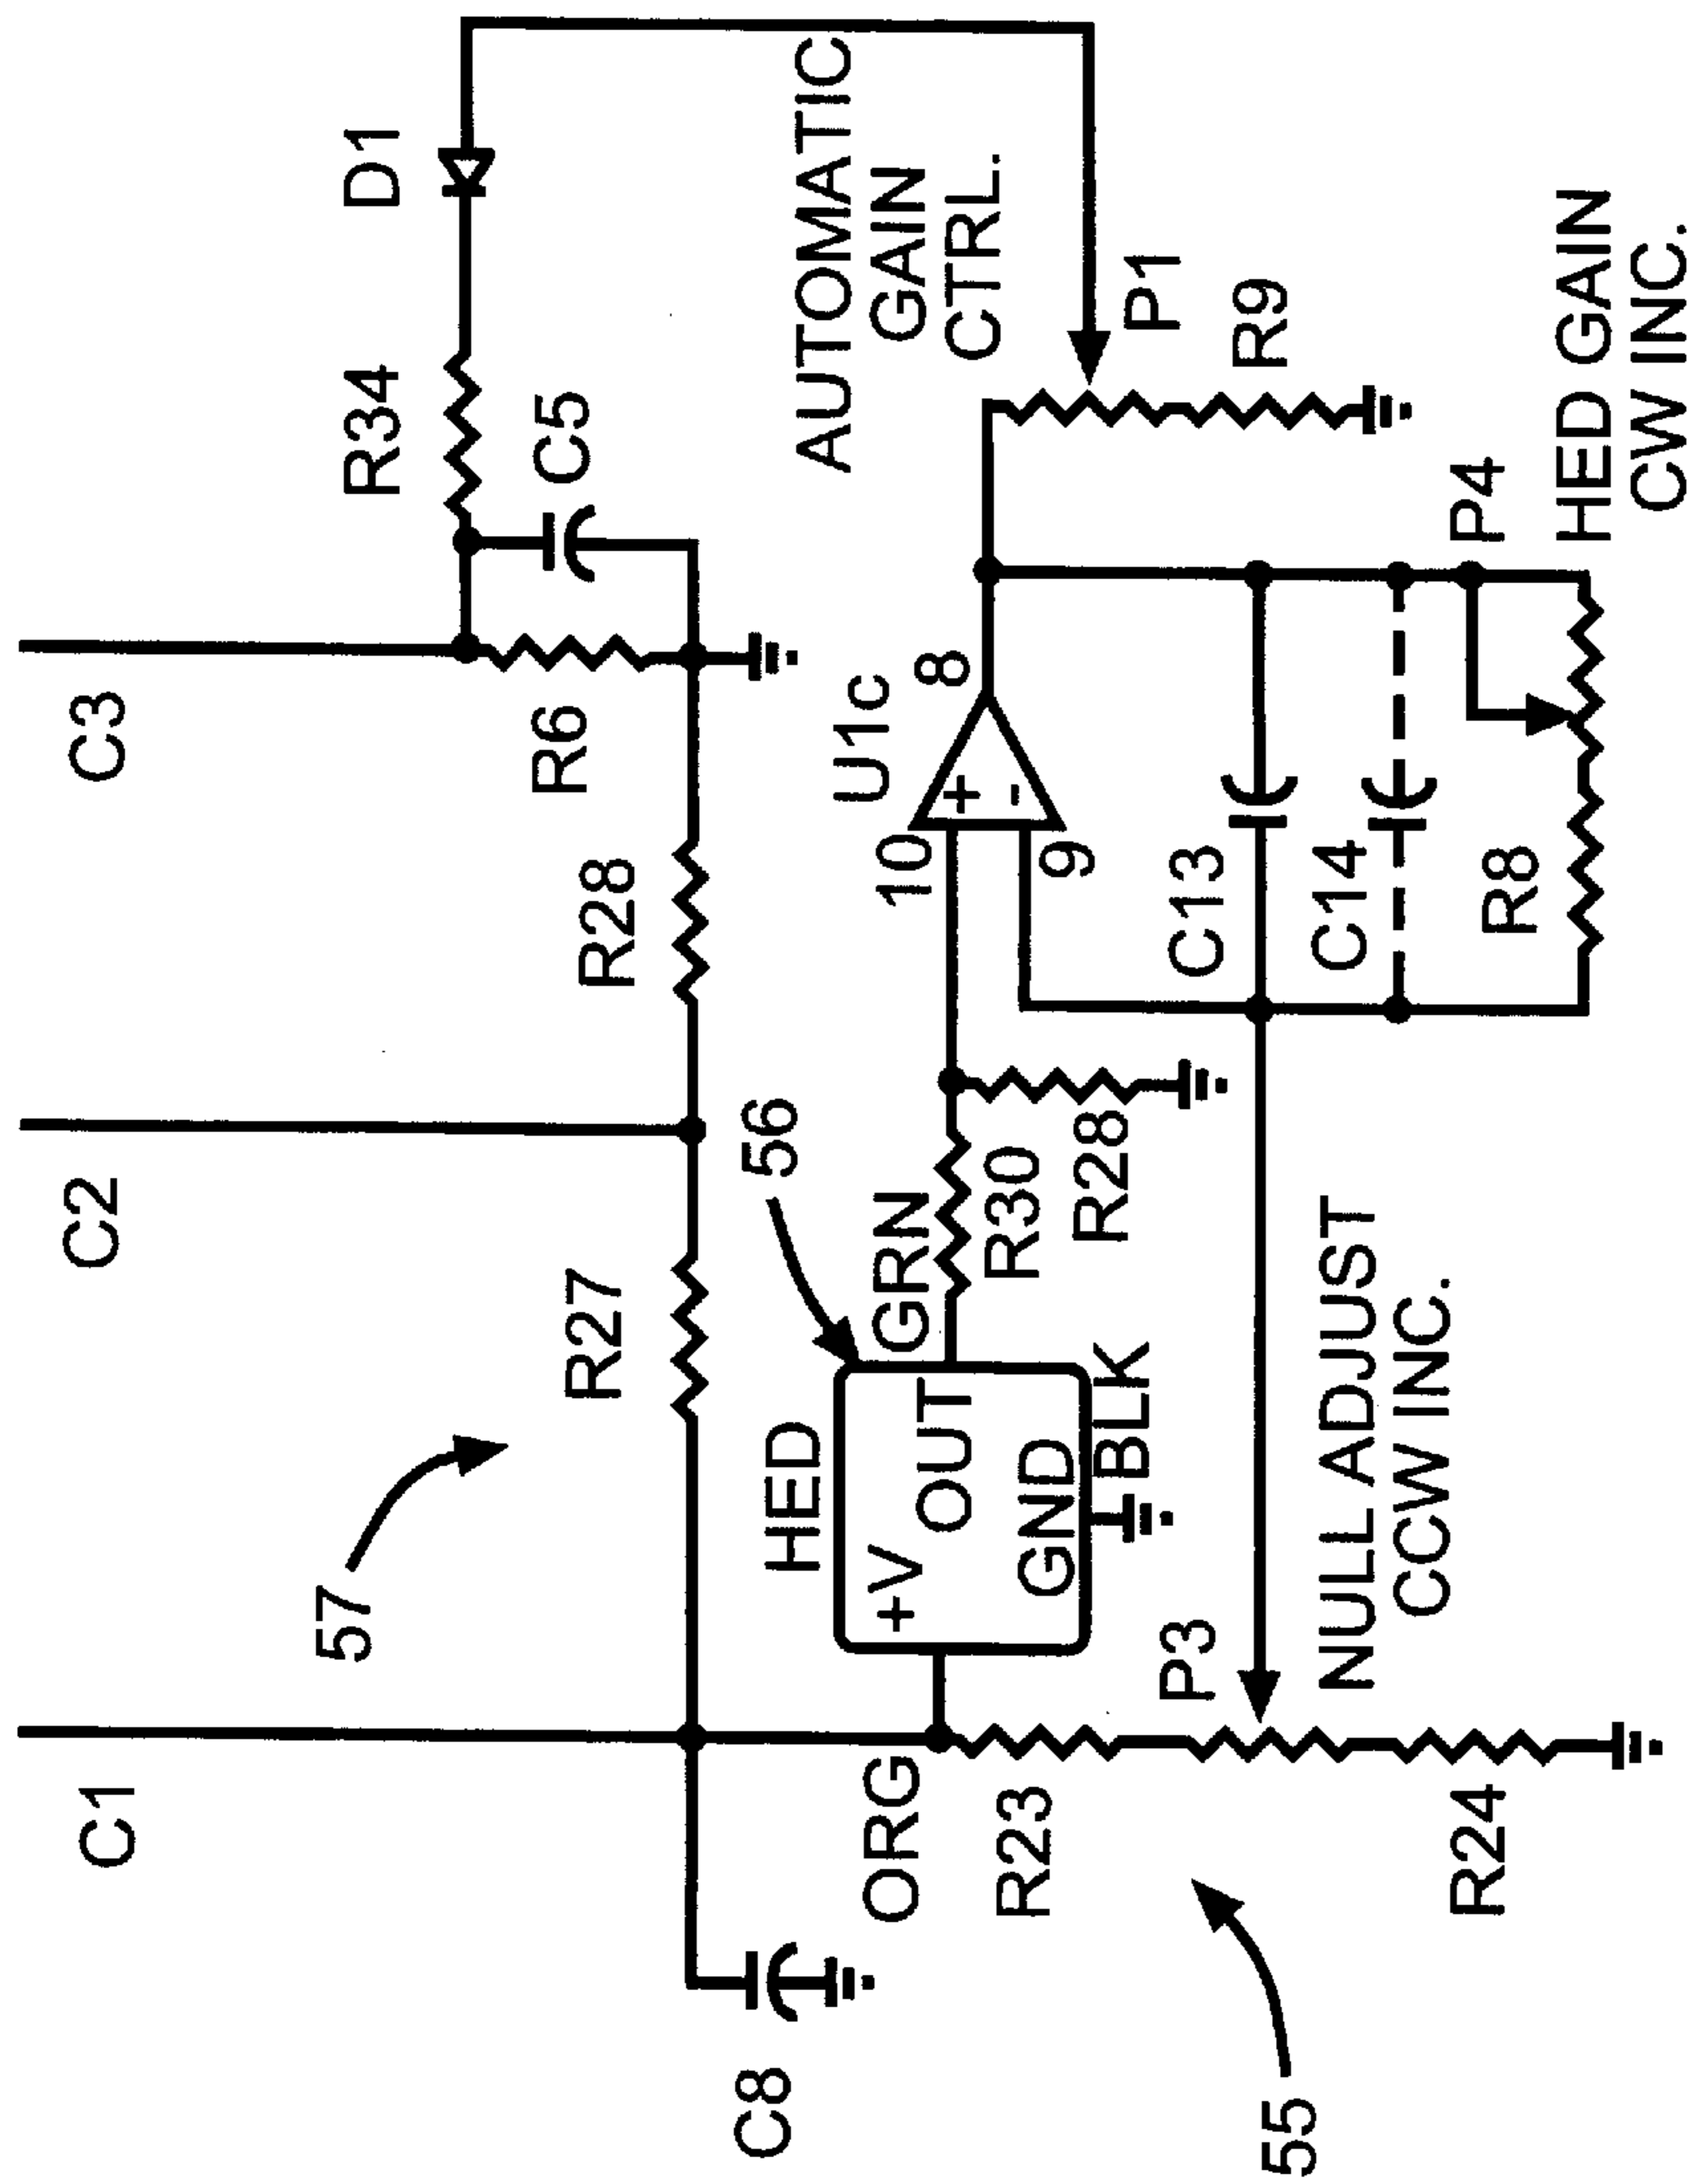 C1
C2
C3
57
R34
D1
R27
R28
R6
C5
C8
HED
56
U1c
AUTOMATIC
GAIN
CTRL.
ORG
+V
OUT
GND
GRN
BLK
10
9
8
+
-
R23
R30
R28
P1
P3
C13
R9
55
NULL ADJUST
CCW INC.
C14
R24
R8
P4
HED GAIN
CW INC.